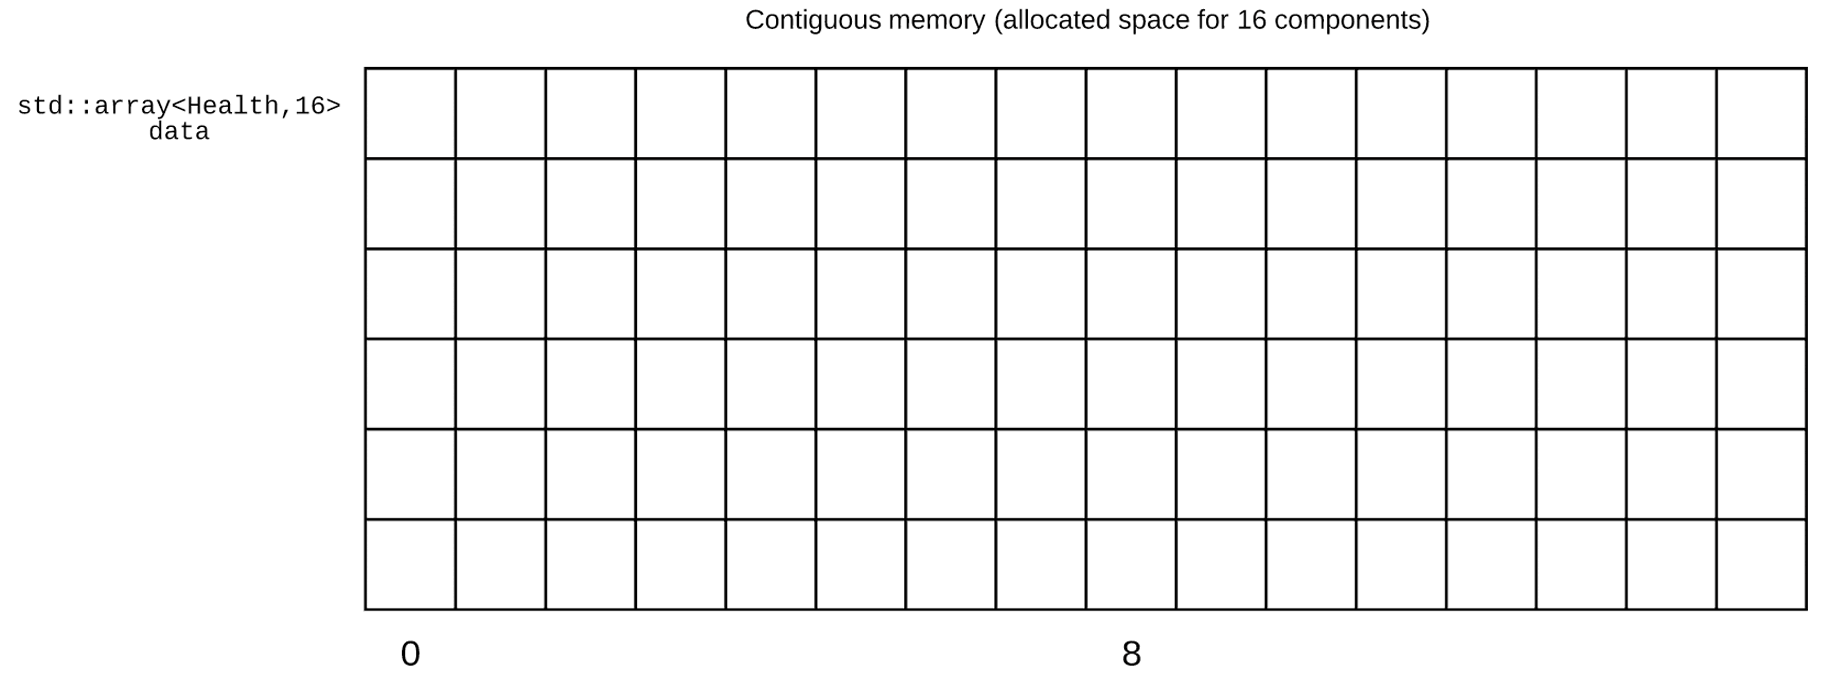 Contiguous memory (allocated space for 16 components)
std::array<Health,16>
data
0
8